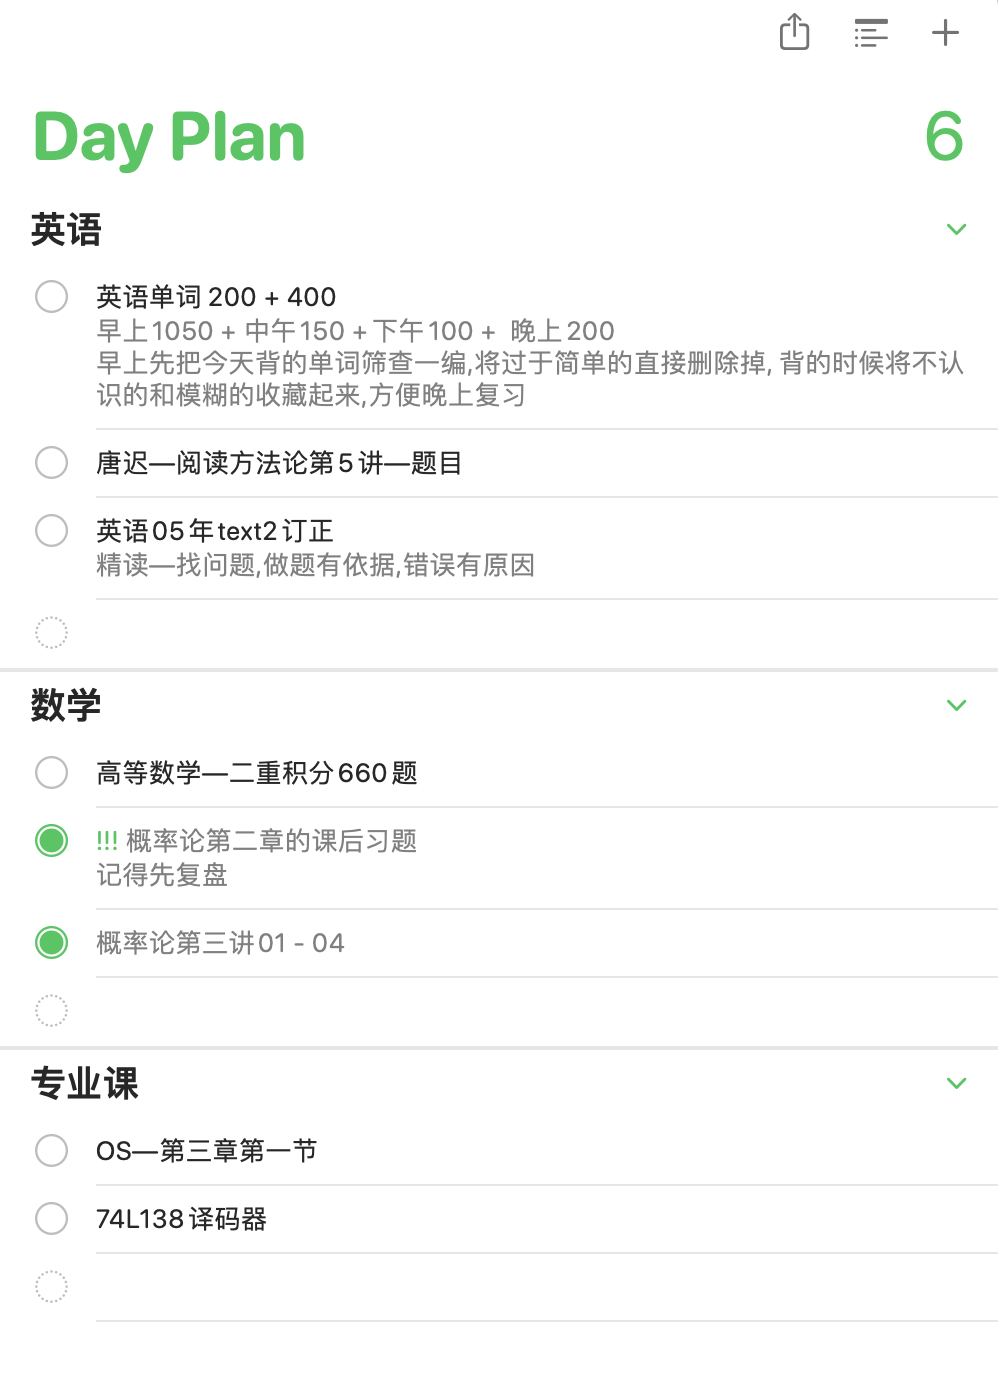 Day Plan
6
英语
英语单词 200 + 400
早上1050 + 中午150 +下午100 + 晚上200
早上先把今天背的单词筛查一编,将过于简单的直接删除掉, 背的时候将不认
识的和模糊的收藏起来,方便晚上复习
唐迟—阅读方法论第5讲—题目
英语05年text2订正
精读—找问题,做题有依据,错误有原因
数学
高等数学—二重积分660题
!!! 概率论第二章的课后习题
记得先复盘
概率论第三讲01 - 04
专业课
OS—第三章第一节
74L138译码器